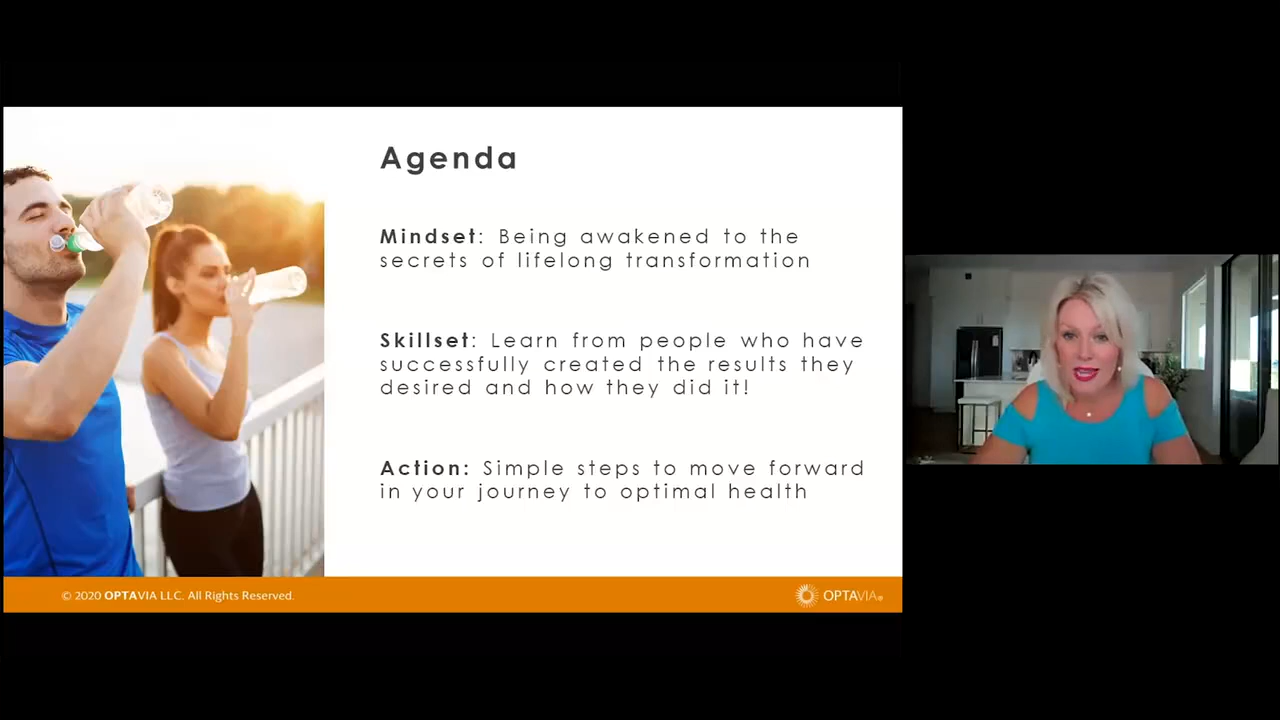 Agenda
Mindset: Being awakened to the
secrets of lifelong transformation
Skillset: Learn from people who have
successfully created the results they
desired and how they did it!
Action: Simple steps to move forward
in your journey to optimal health
© 2020 OPTAVIA LLC. All Rights Reserved.
OPTAVIA®